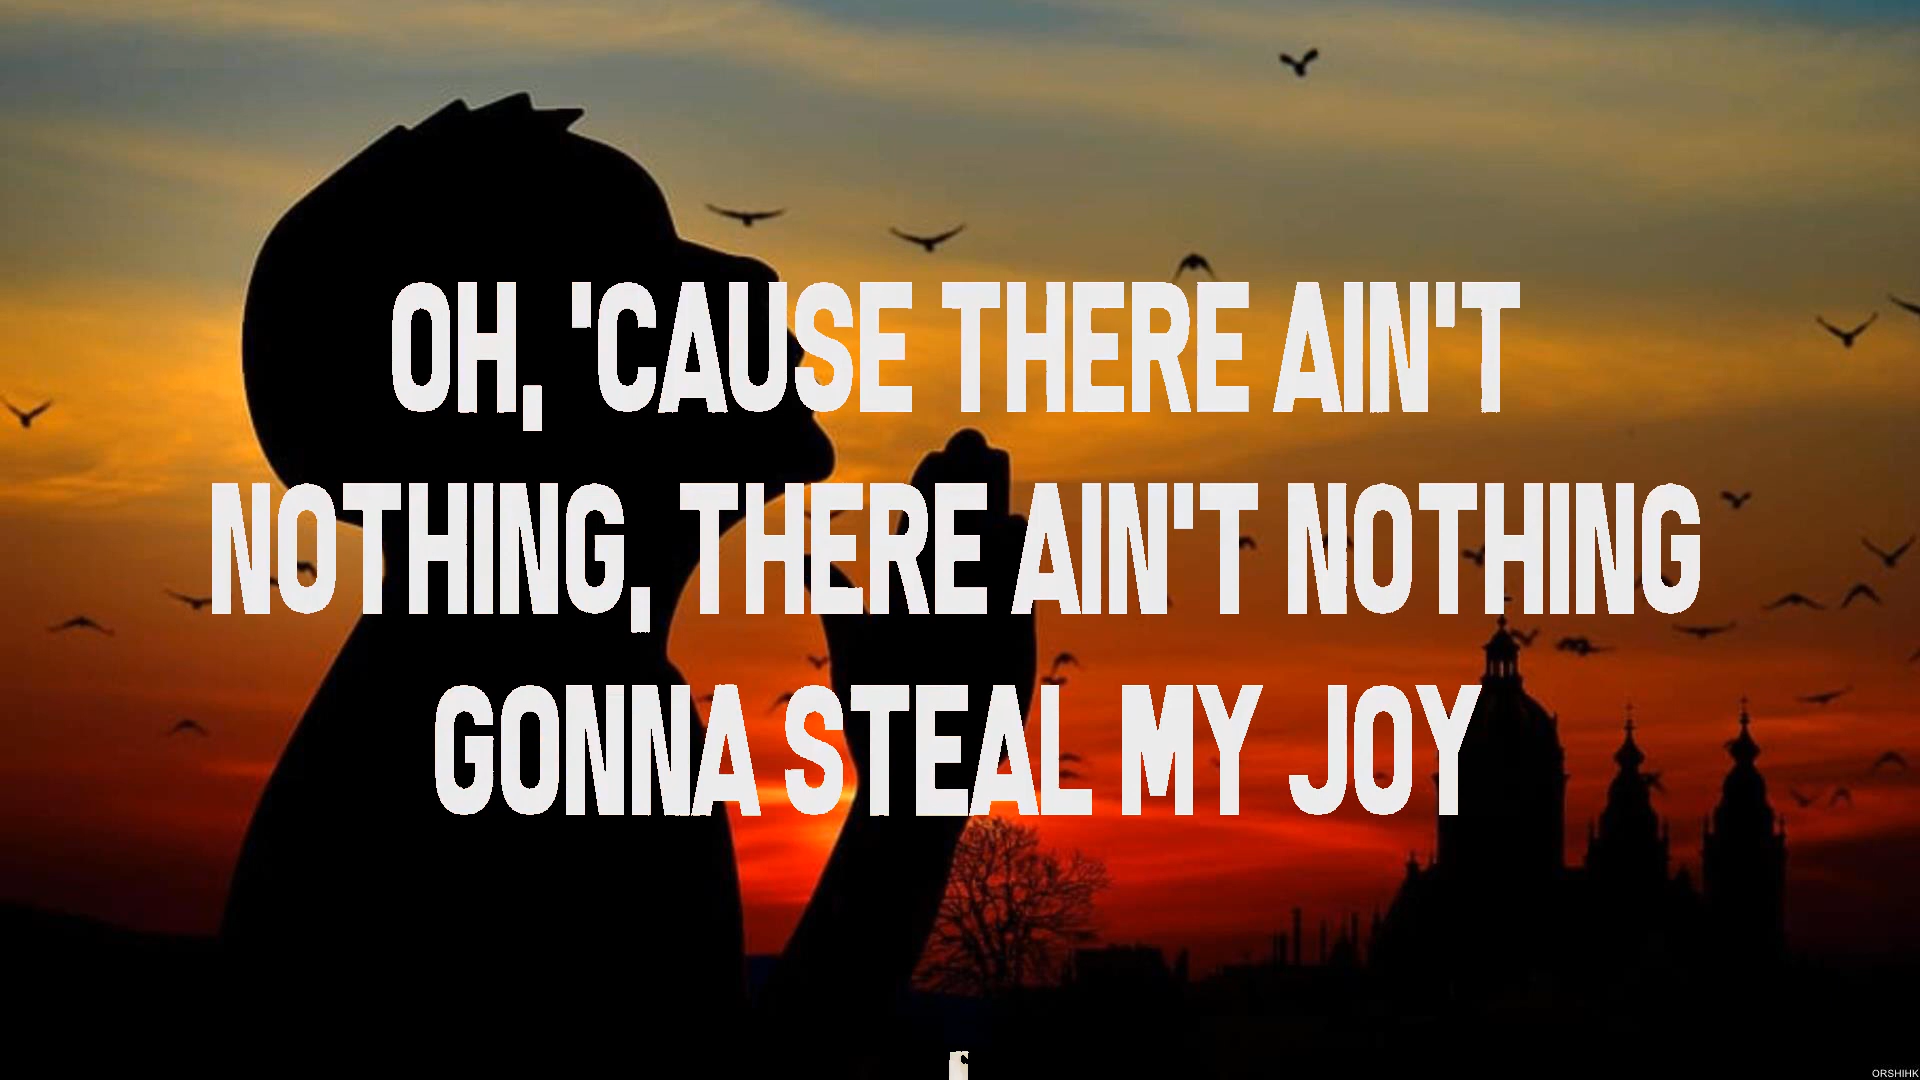 OH, 'CAUSE THERE AIN'T
NOTHING, THERE AIN'T NOTHING
GONNA STEAL MY JOY
ORSHIHK